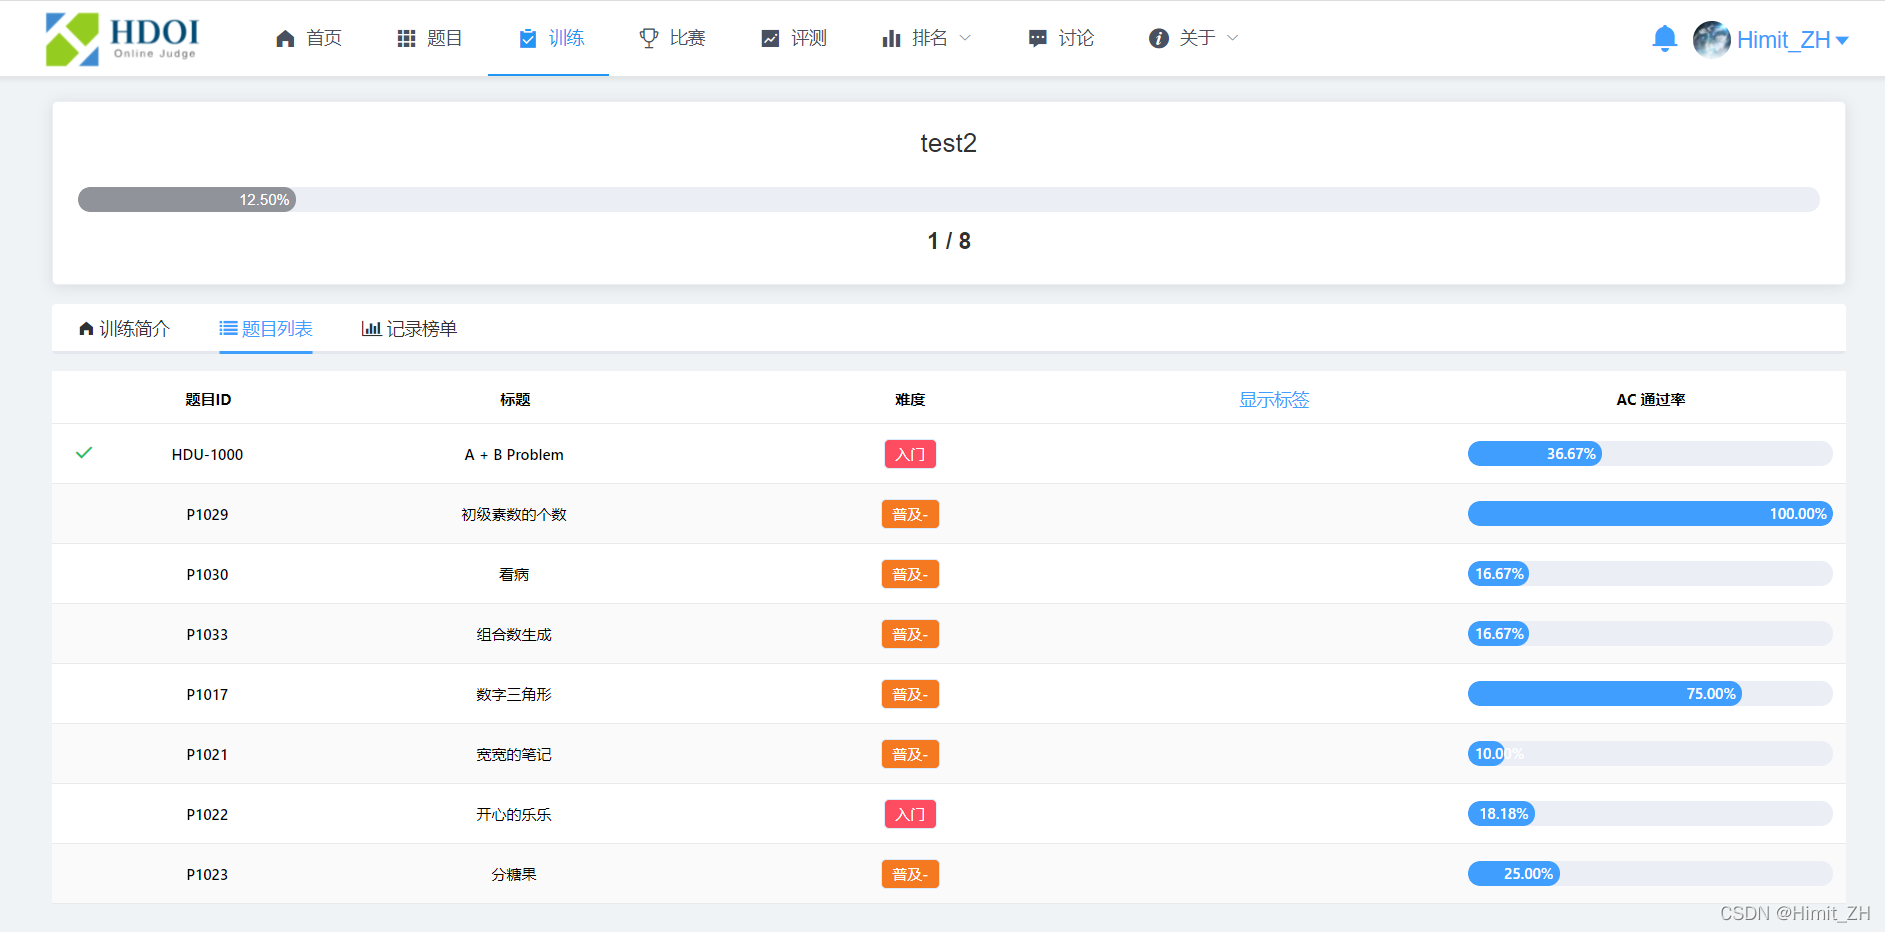 HDOI
Online Judge
首页 题目 训练 比赛 评测 排名 讨论 关于 Himit_ZH
test2
12.50%
1 / 8
训练简介 题目列表 记录榜单
题目ID 标题 难度 显示标签 AC 通过率
HDU-1000 A + B Problem 入门 36.67%
P1029 初级素数的个数 普及- 100.00%
P1030 看病 普及- 16.67%
P1033 组合数生成 普及- 16.67%
P1017 数字三角形 普及- 75.00%
P1021 宽宽的笔记 普及- 10.00%
P1022 开心的乐乐 入门 18.18%
P1023 分糖果 普及- 25.00%
CSDN @Himit_ZH